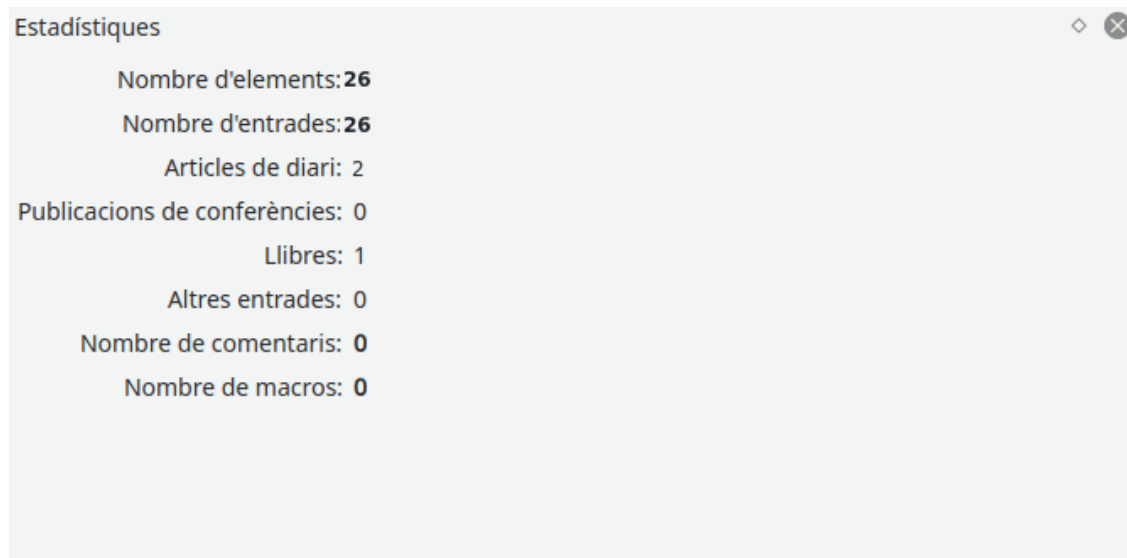 Estadístiques
Nombre d'elements: 26
Nombre d'entrades: 26
Articles de diari: 2
Publicacions de conferències: 0
Llibres: 1
Altres entrades: 0
Nombre de comentaris: 0
Nombre de macros: 0